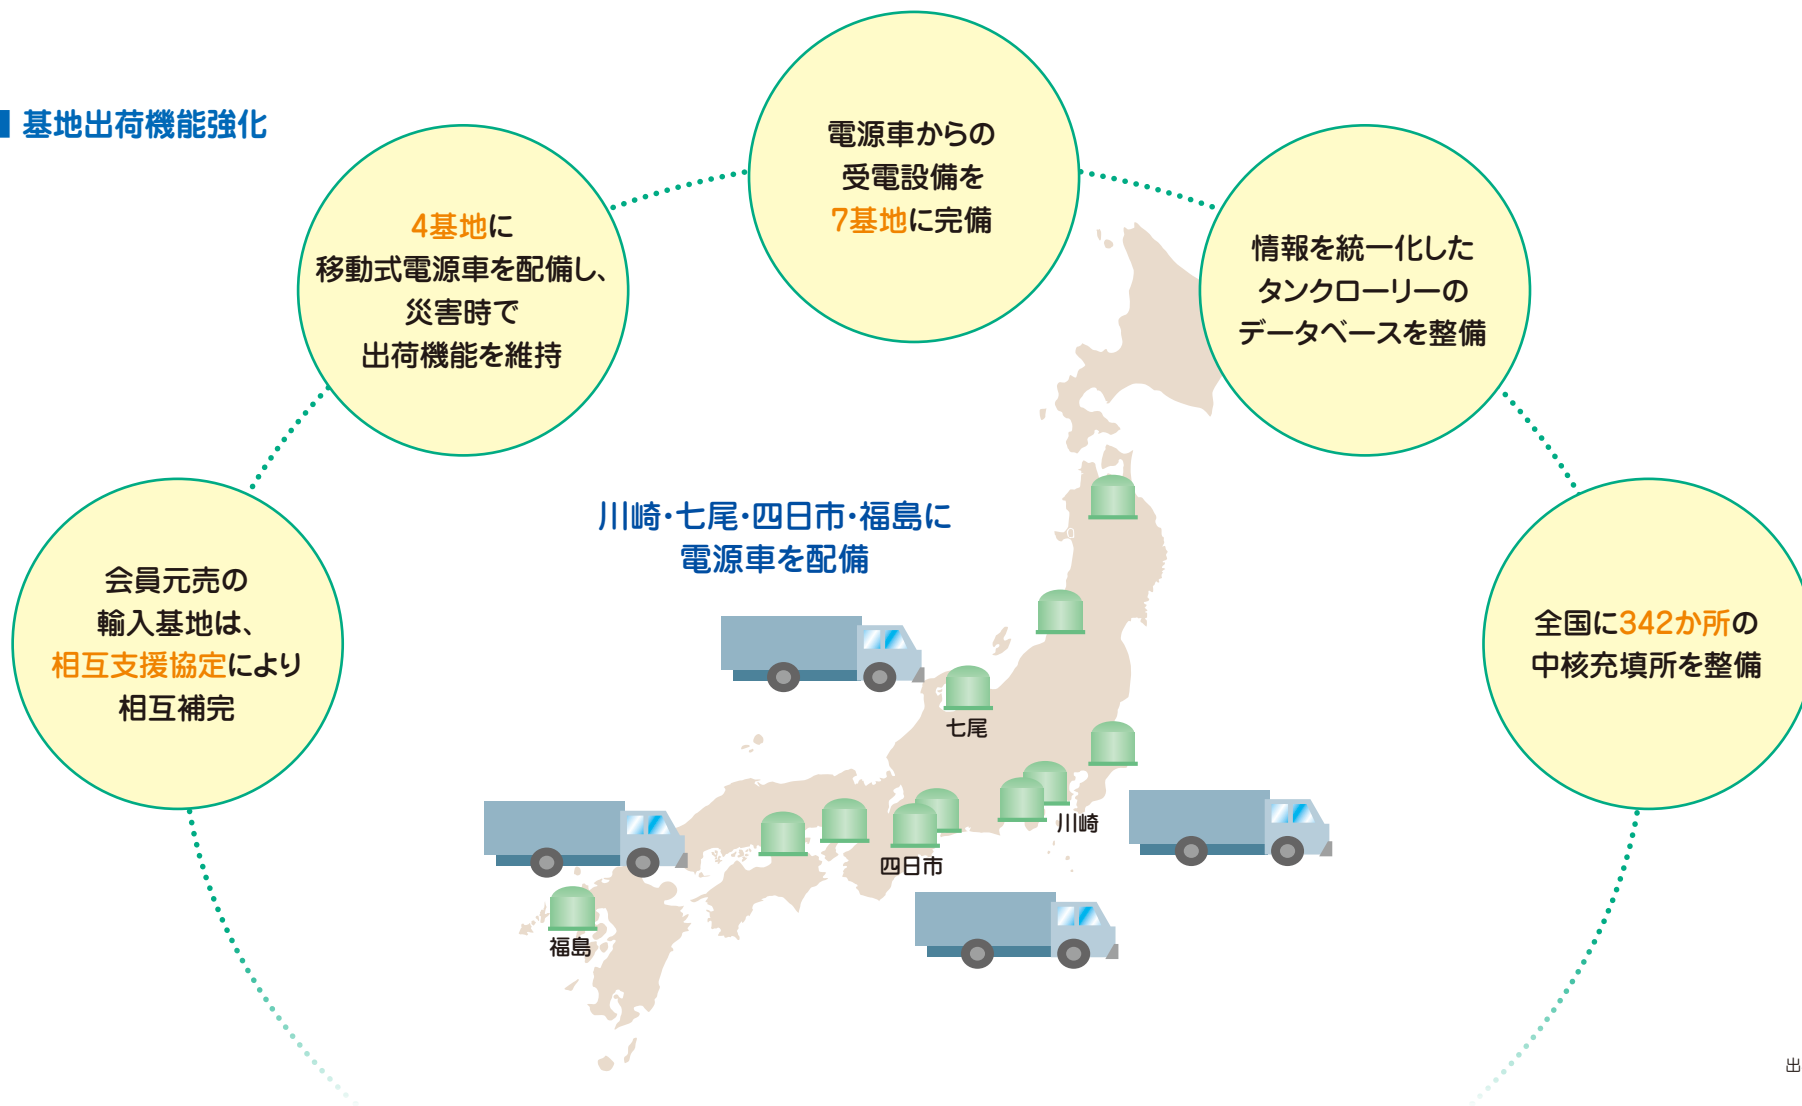 基地出荷機能強化
電源車からの
受電設備を
7基地に完備
4基地に
移動式電源車を配備し、
災害時で
出荷機能を維持
情報を統一化した
タンクローリーの
データベースを整備
川崎・七尾・四日市・福島に
電源車を配備
会員元売の
輸入基地は、
相互支援協定により
相互補完
全国に342か所の
中核充填所を整備
七尾
川崎
四日市
福島
出